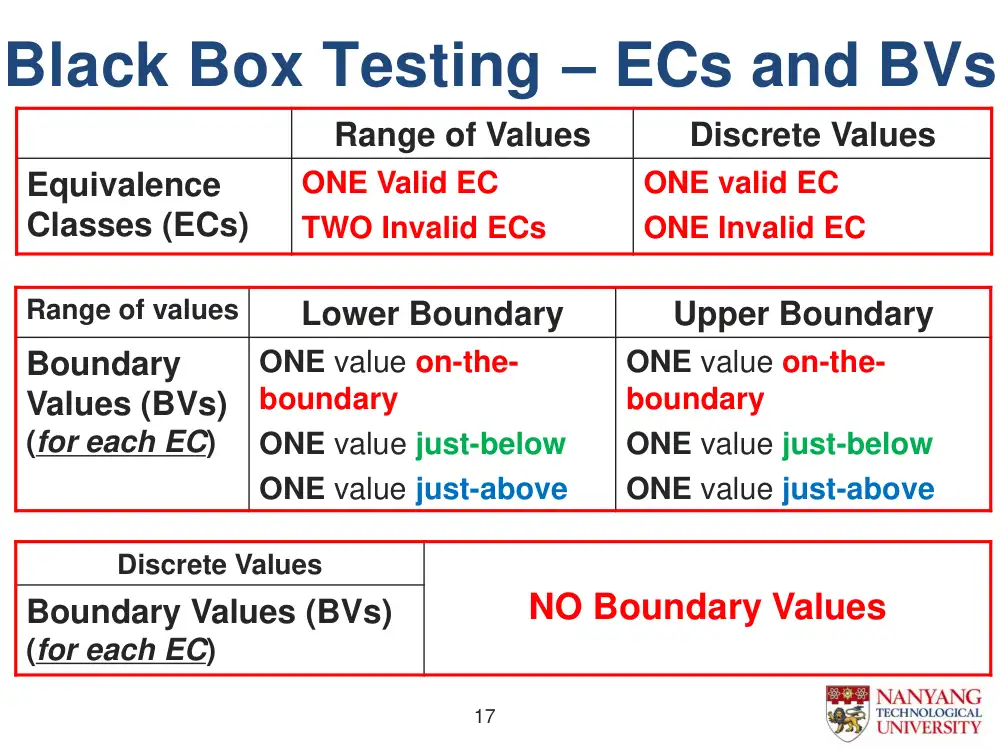 Black Box Testing – ECs and BVs
Range of Values
Discrete Values
Equivalence
Classes (ECs)
ONE Valid EC
TWO Invalid ECs
ONE valid EC
ONE Invalid EC
Range of values
Lower Boundary
Upper Boundary
Boundary
Values (BVs)
(for each EC)
ONE value on-the-
boundary
ONE value just-below
ONE value just-above
ONE value on-the-
boundary
ONE value just-below
ONE value just-above
Discrete Values
Boundary Values (BVs)
(for each EC)
NO Boundary Values
17
NANYANG
TECHNOLOGICAL
UNIVERSITY